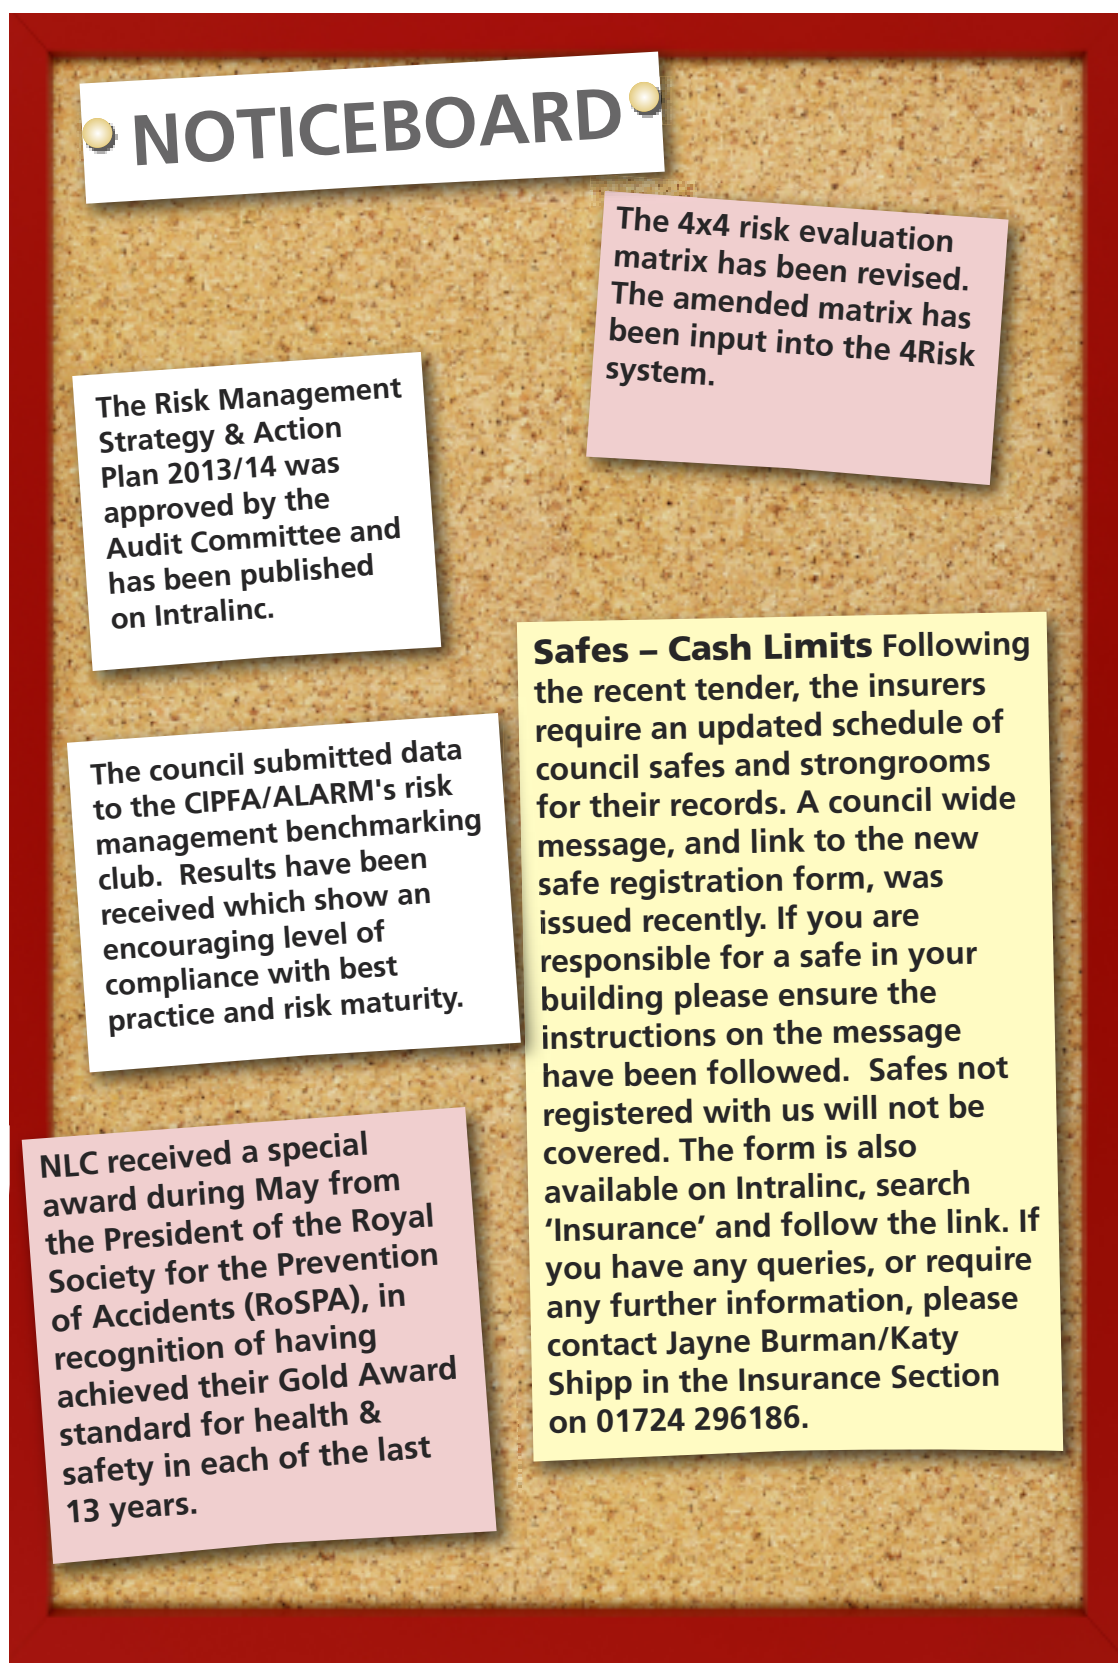 NOTICEBOARD
The 4x4 risk evaluation
matrix has been revised.
The amended matrix has
been input into the 4Risk
system.
The Risk Management
Strategy & Action
Plan 2013/14 was
approved by the
Audit Committee and
has been published
on Intralinc.
The council submitted data
to the CIPFA/ALARM's risk
management benchmarking
club.  Results have been
received which show an
encouraging level of
compliance with best
practice and risk maturity.
NLC received a special
award during May from
the President of the Royal
Society for the Prevention
of Accidents (RoSPA), in
recognition of having
achieved their Gold Award
standard for health &
safety in each of the last
13 years.
Safes – Cash Limits Following
the recent tender, the insurers
require an updated schedule of
council safes and strongrooms
for their records. A council wide
message, and link to the new
safe registration form, was
issued recently. If you are
responsible for a safe in your
building please ensure the
instructions on the message
have been followed.  Safes not
registered with us will not be
covered. The form is also
available on Intralinc, search
‘Insurance’ and follow the link. If
you have any queries, or require
any further information, please
contact Jayne Burman/Katy
Shipp in the Insurance Section
on 01724 296186.